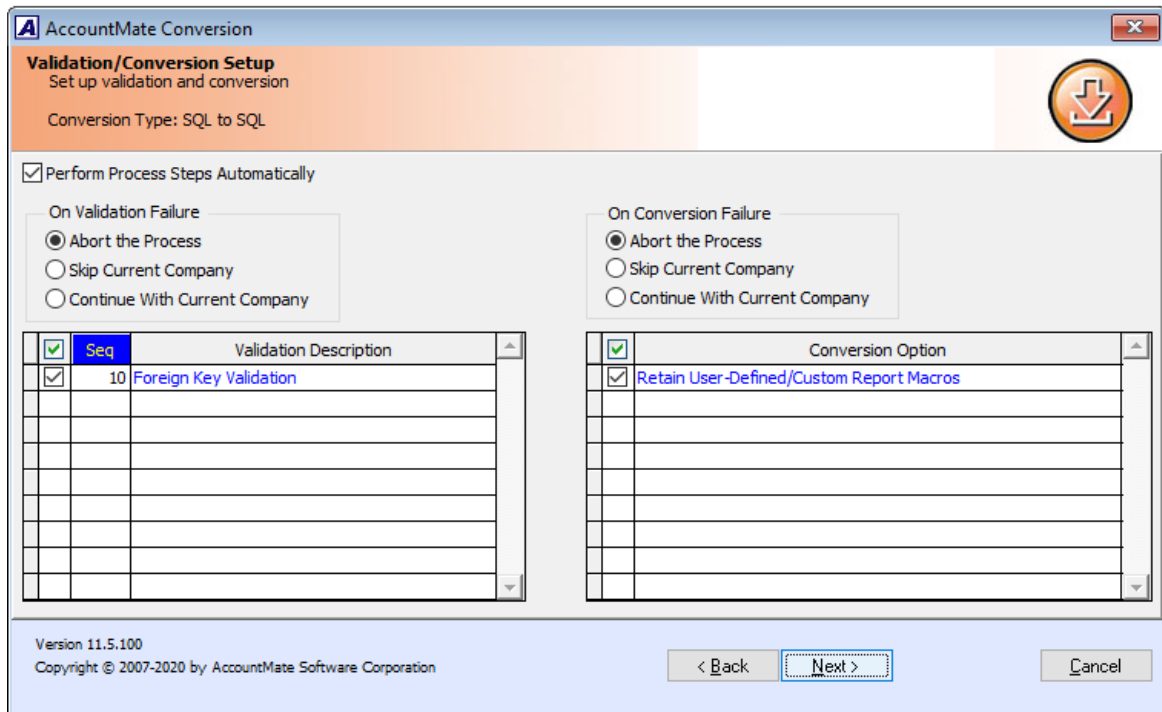 AccountMate Conversion
Validation/Conversion Setup
Set up validation and conversion
Conversion Type: SQL to SQL
Perform Process Steps Automatically
On Validation Failure
Abort the Process
Skip Current Company
Continue With Current Company
On Conversion Failure
Abort the Process
Skip Current Company
Continue With Current Company
Seq Validation Description
10 Foreign Key Validation
Conversion Option
Retain User-Defined/Custom Report Macros
Version 11.5.100
Copyright © 2007-2020 by AccountMate Software Corporation
< Back Next > Cancel